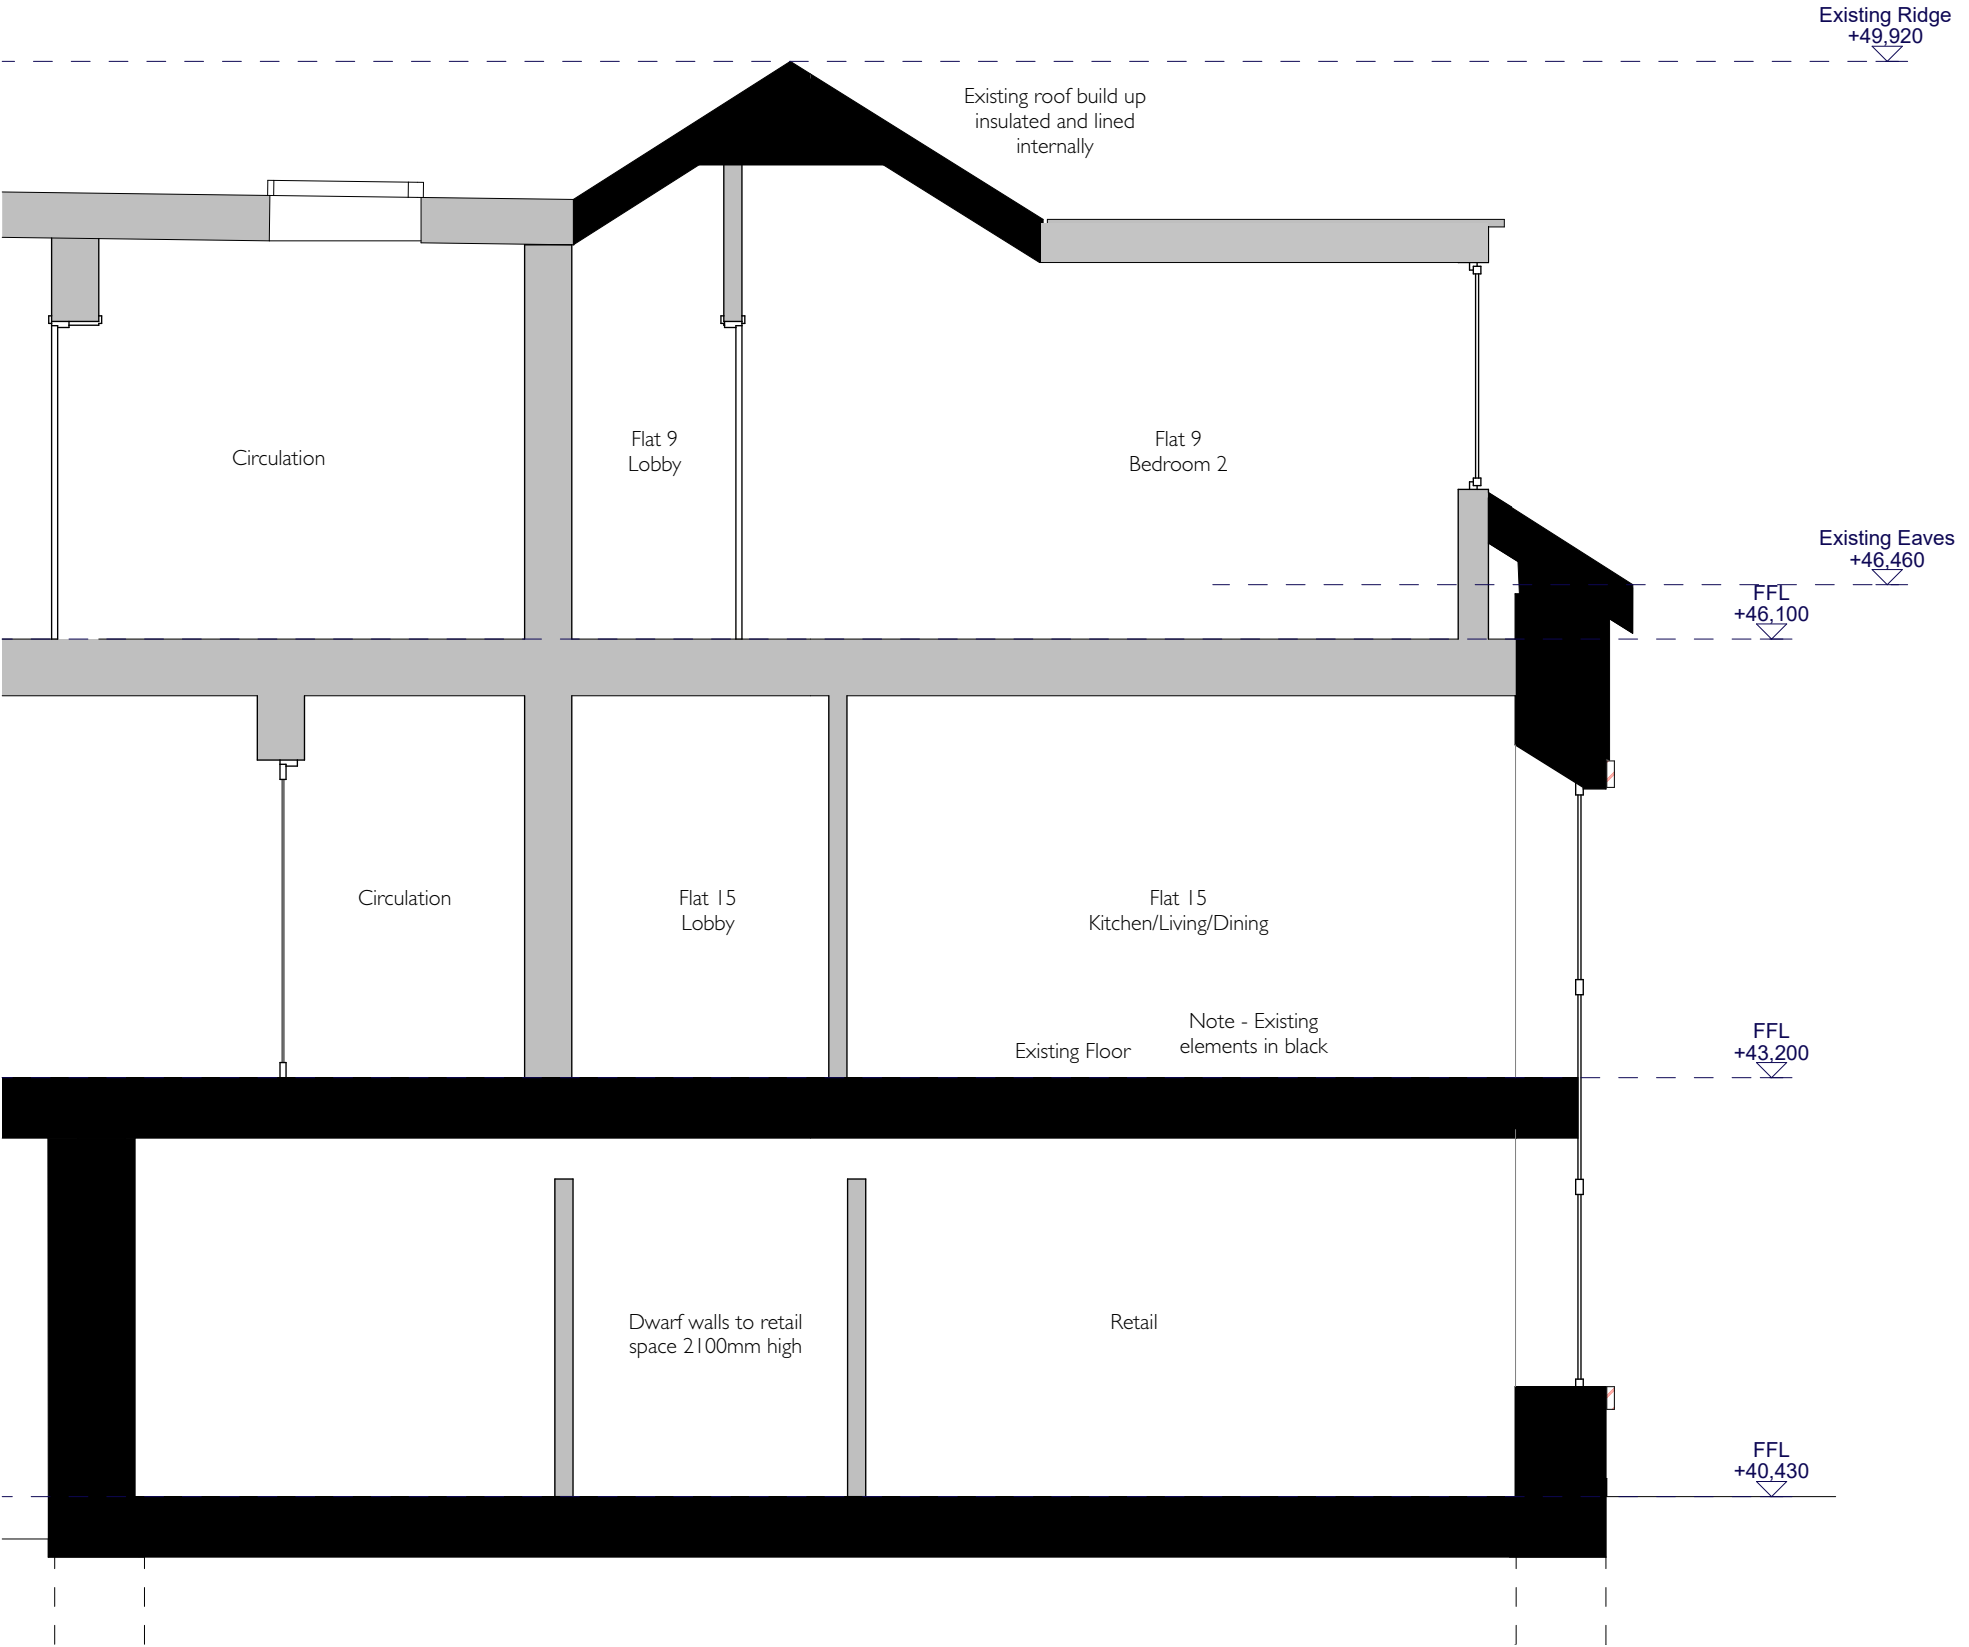 Existing Ridge
+49,920
Existing roof build up
insulated and lined
internally
Circulation
Flat 9
Lobby
Flat 9
Bedroom 2
Existing Eaves
+46,460
FFL
+46,100
Circulation
Flat 15
Lobby
Flat 15
Kitchen/Living/Dining
Existing Floor
Note - Existing
elements in black
FFL
+43,200
Dwarf walls to retail
space 2100mm high
Retail
FFL
+40,430